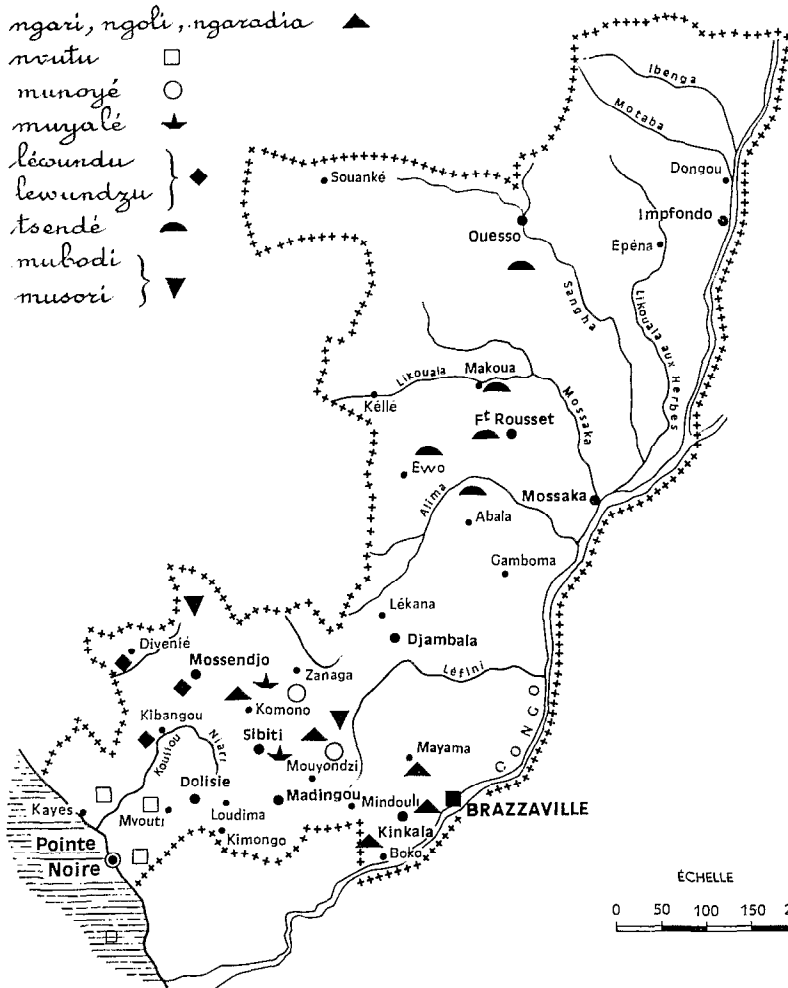 ngari, ngoli, ngaradia
nvutu
munoyé
muyalé
léwundu
lewundzu
tsendé
mubodi
musori
Ibenga
Motaba
Dongou
Souanké
Impfondo
Ouesso
Epéna
Sangha
Likouala aux Herbes
Likouala
Makoua
Kéllé
Mossaka
Ft Rousset
Ewo
Alima
Mossaka
Abala
Gamboma
Lékana
Divenié
Djambala
Mossendjo
Zanaga
Léfini
Komono
CONGO
Kibangou
Sibiti
Kouilou
Niari
Mayama
Mouyondzi
Dolisie
Madingou
Mindouli
BRAZZAVILLE
Kayes
Mvouti
Loudima
Kinkala
Kimongo
Pointe
Noire
Boko
ÉCHELLE
0 50 100 150 2